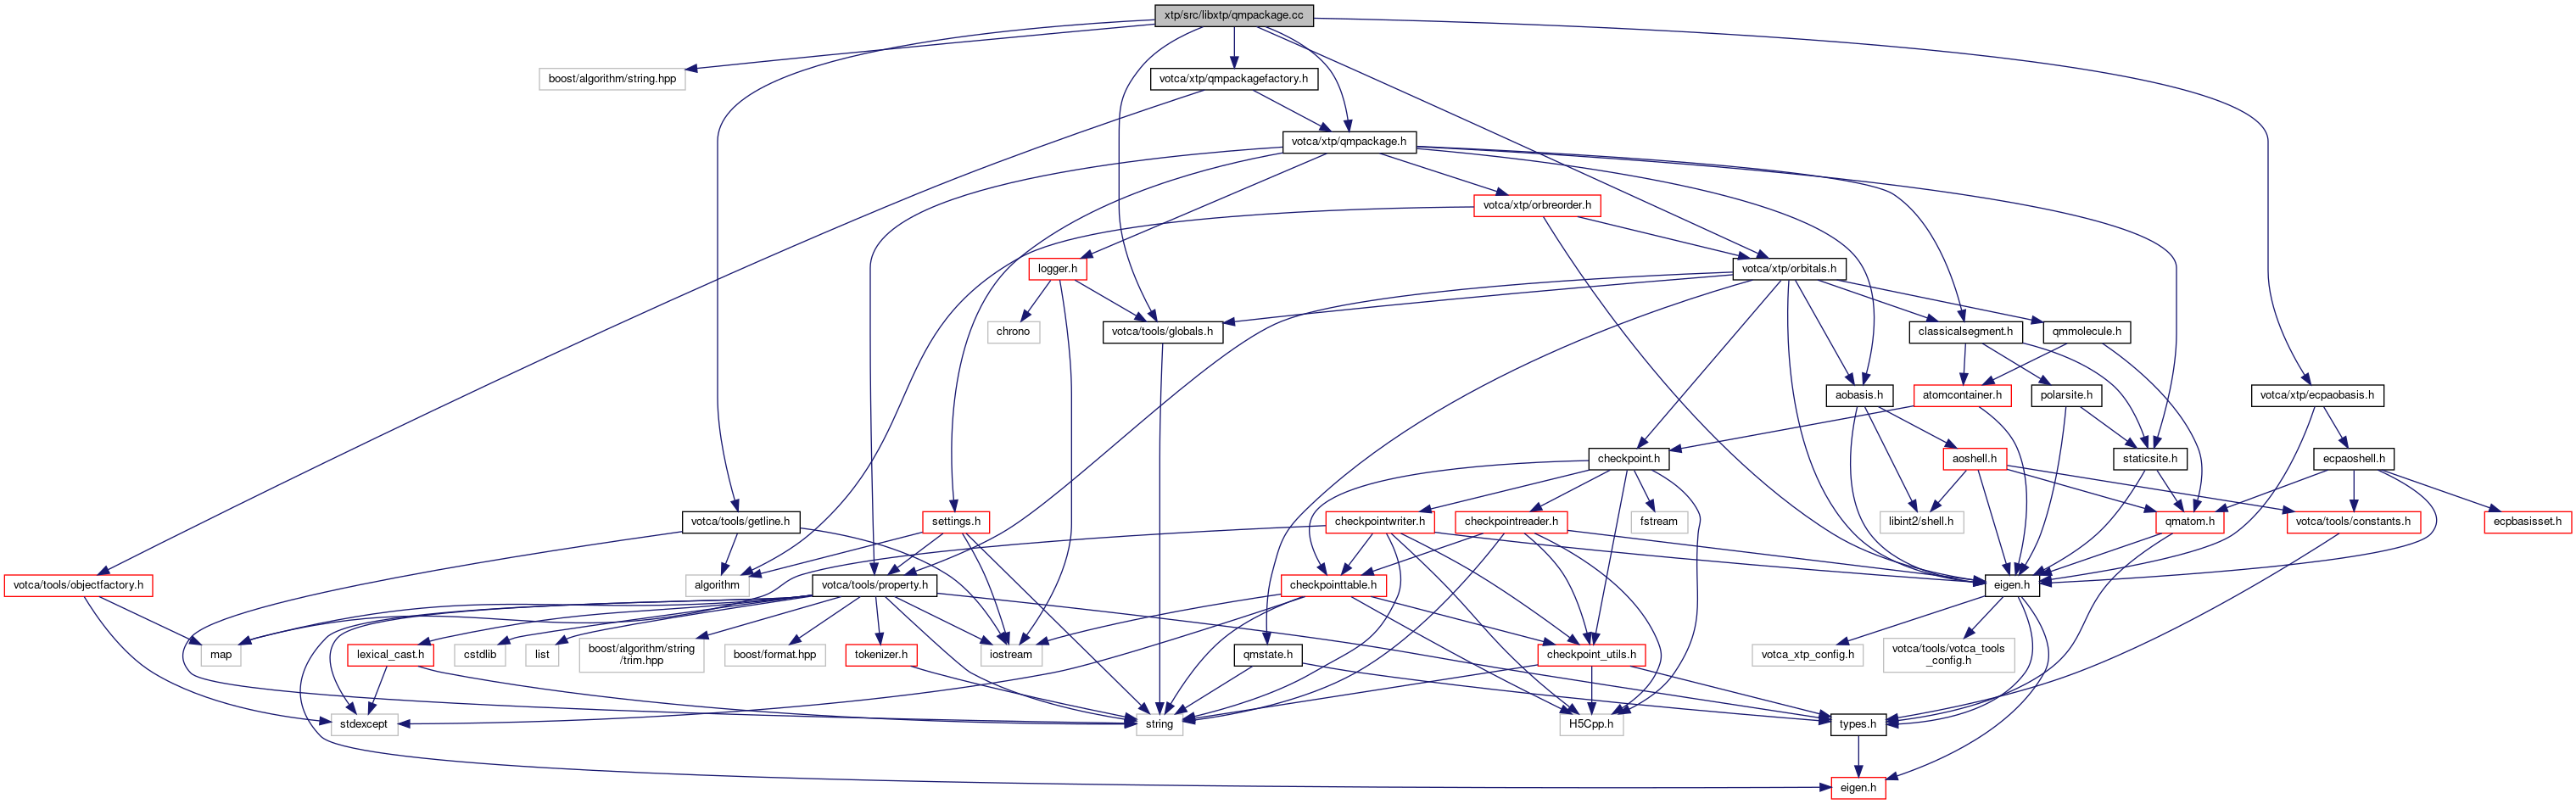 xtp/src/libxtp/qmpackage.cc
boost/algorithm/string.hpp
votca/xtp/qmpackagefactory.h
votca/xtp/qmpackage.h
votca/xtp/orbreorder.h
logger.h
votca/xtp/orbitals.h
chrono
votca/tools/globals.h
classicalsegment.h
qmmolecule.h
aobasis.h
atomcontainer.h
polarsite.h
votca/xtp/ecpaobasis.h
checkpoint.h
aoshell.h
staticsite.h
ecpaoshell.h
votca/tools/getline.h
settings.h
checkpointwriter.h
checkpointreader.h
fstream
libint2/shell.h
qmatom.h
votca/tools/constants.h
ecpbasisset.h
votca/tools/objectfactory.h
algorithm
votca/tools/property.h
checkpointtable.h
eigen.h
map
lexical_cast.h
cstdlib
list
boost/algorithm/string
/trim.hpp
boost/format.hpp
tokenizer.h
iostream
qmstate.h
checkpoint_utils.h
votca_xtp_config.h
votca/tools/votca_tools
_config.h
stdexcept
string
H5Cpp.h
types.h
eigen.h